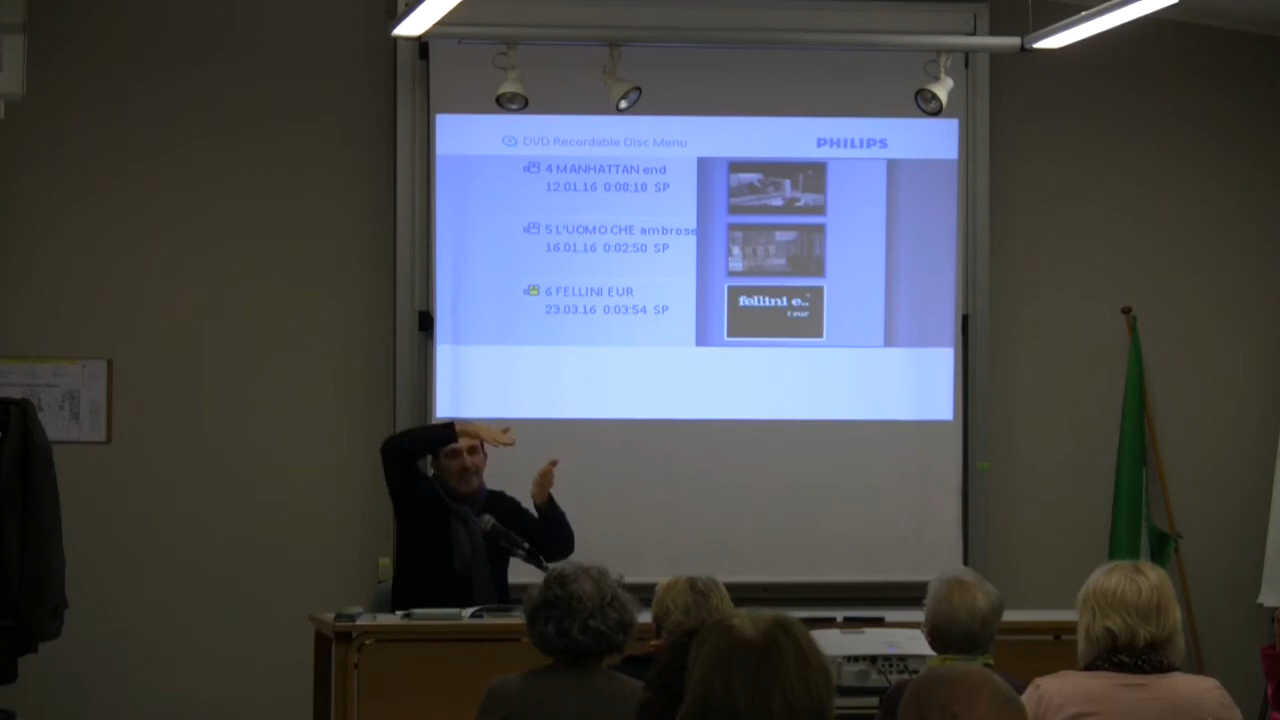 DVD Recordable Disc Menu
PHILIPS
4 MANHATTAN end
12.01.16 0:00:18 SP
5 L'UOMO CHE ambrose
16.01.16 0:02:50 SP
6 FELLINI EUR
23.03.16 0:03:54 SP
fellini e..